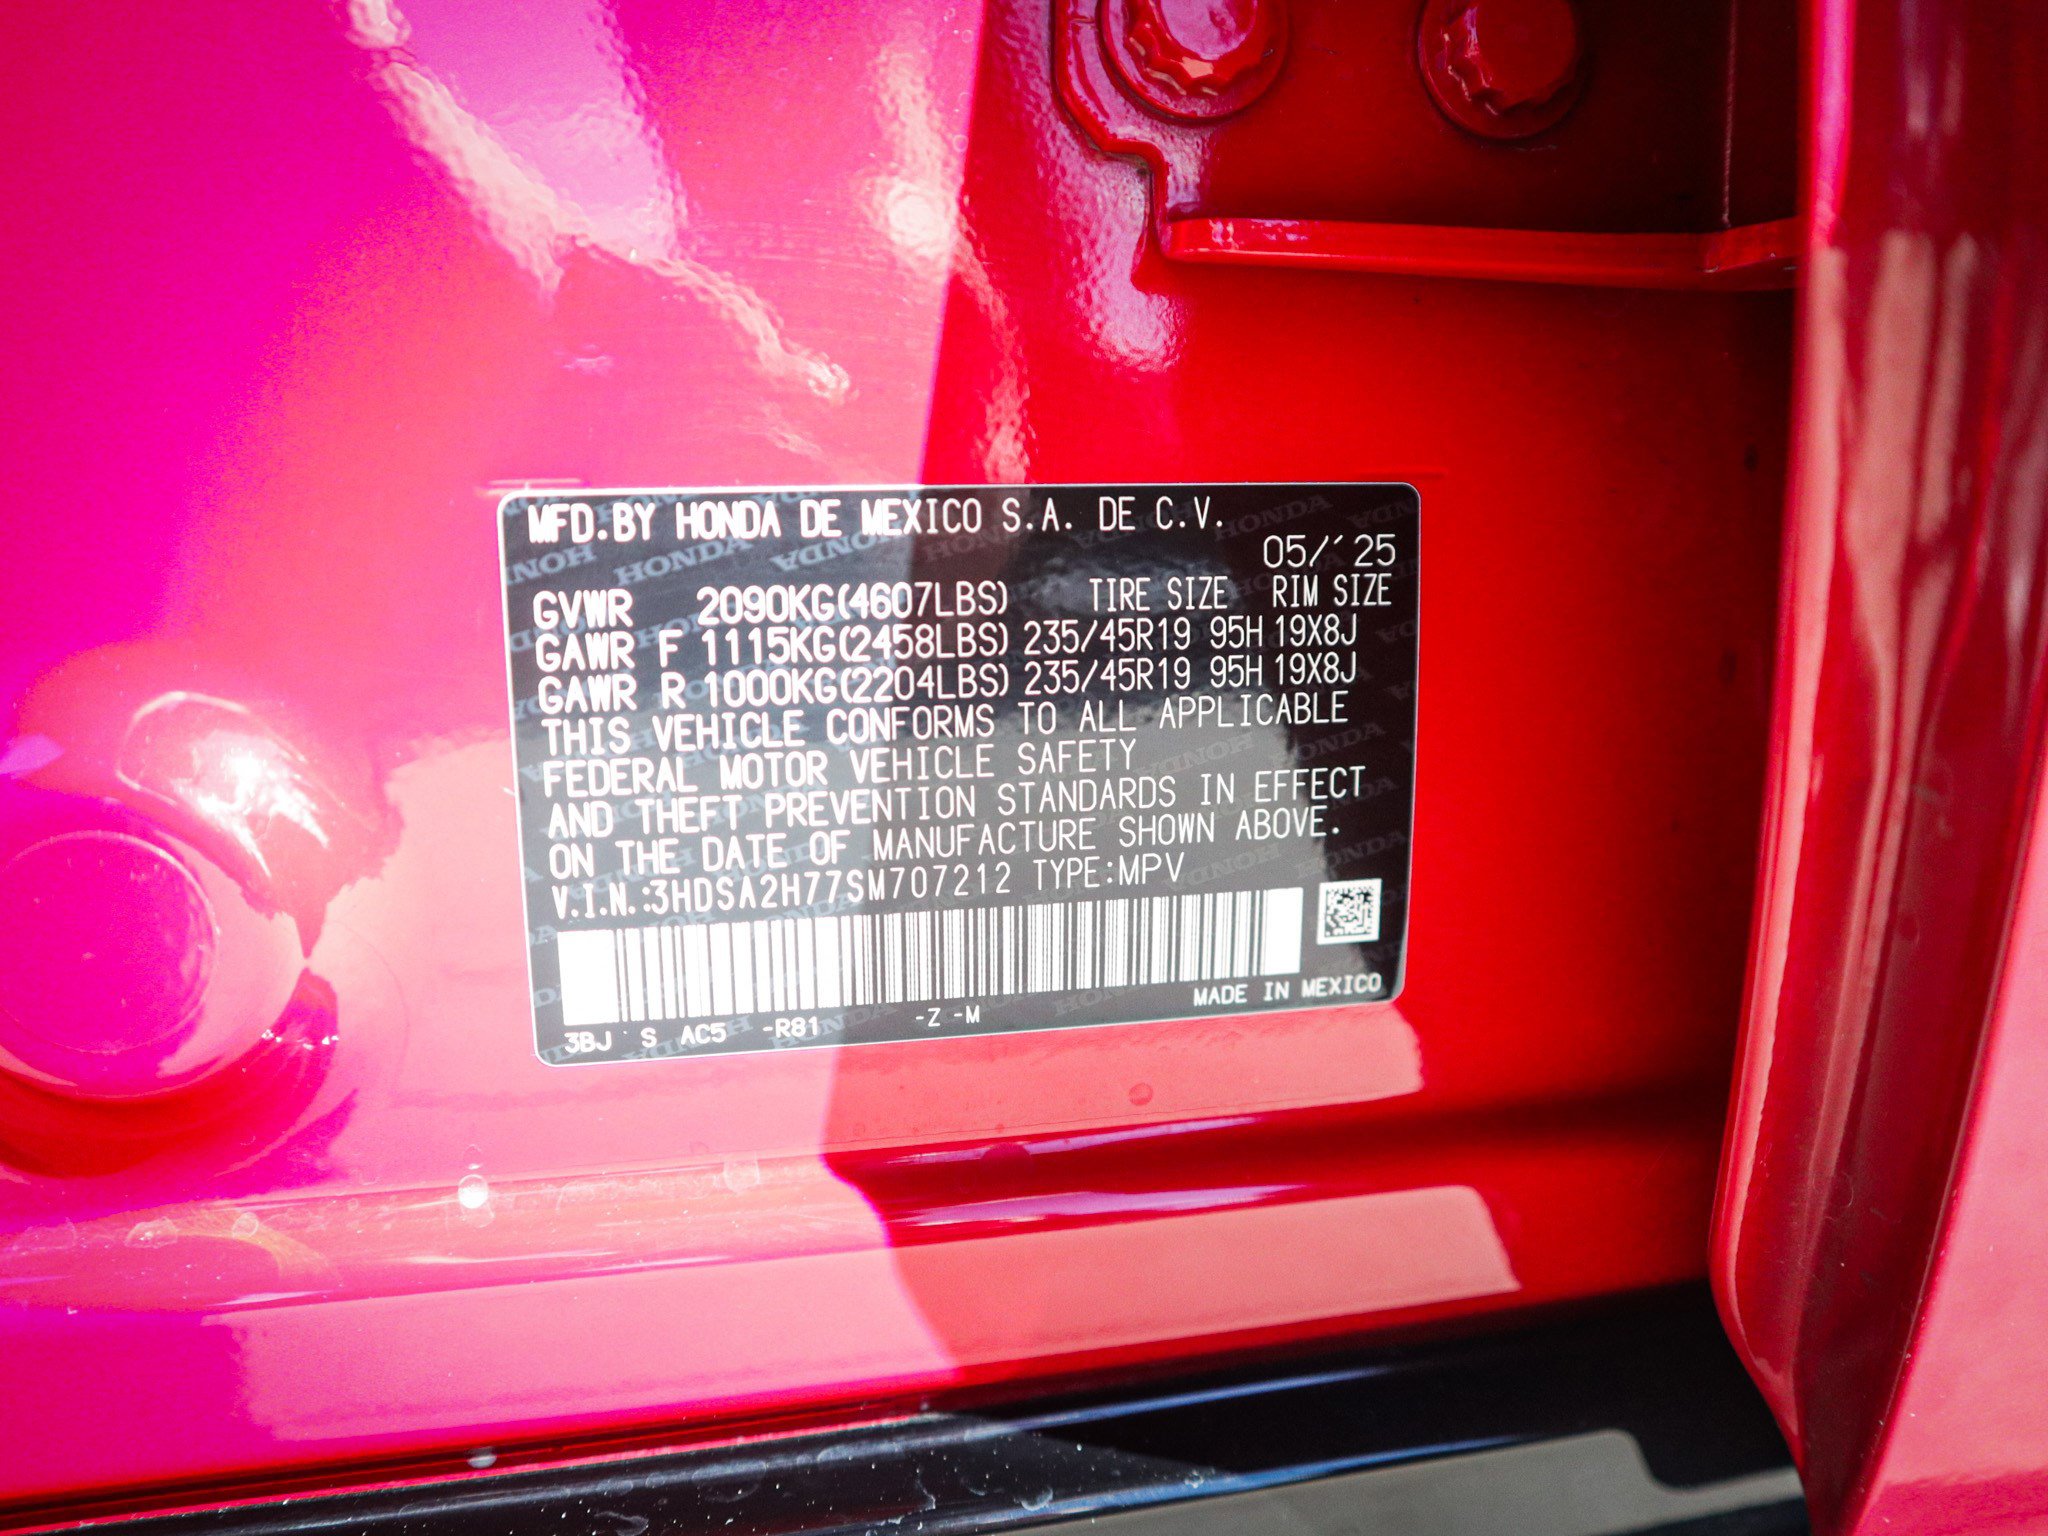 MFD.BY HONDA DE MEXICO S.A. DE C.V.
05/´25
GVWR 2090KG(4607LBS) TIRE SIZE RIM SIZE
GAWR F 1115KG(2458LBS) 235/45R19 95H 19X8J
GAWR R 1000KG(2204LBS) 235/45R19 95H 19X8J
THIS VEHICLE CONFORMS TO ALL APPLICABLE
FEDERAL MOTOR VEHICLE SAFETY
AND THEFT PREVENTION STANDARDS IN EFFECT
ON THE DATE OF MANUFACTURE SHOWN ABOVE.
V.I.N.:3HDSA2H77SM707212 TYPE:MPV
MADE IN MEXICO
3BJ S AC5 -R81 -Z -M